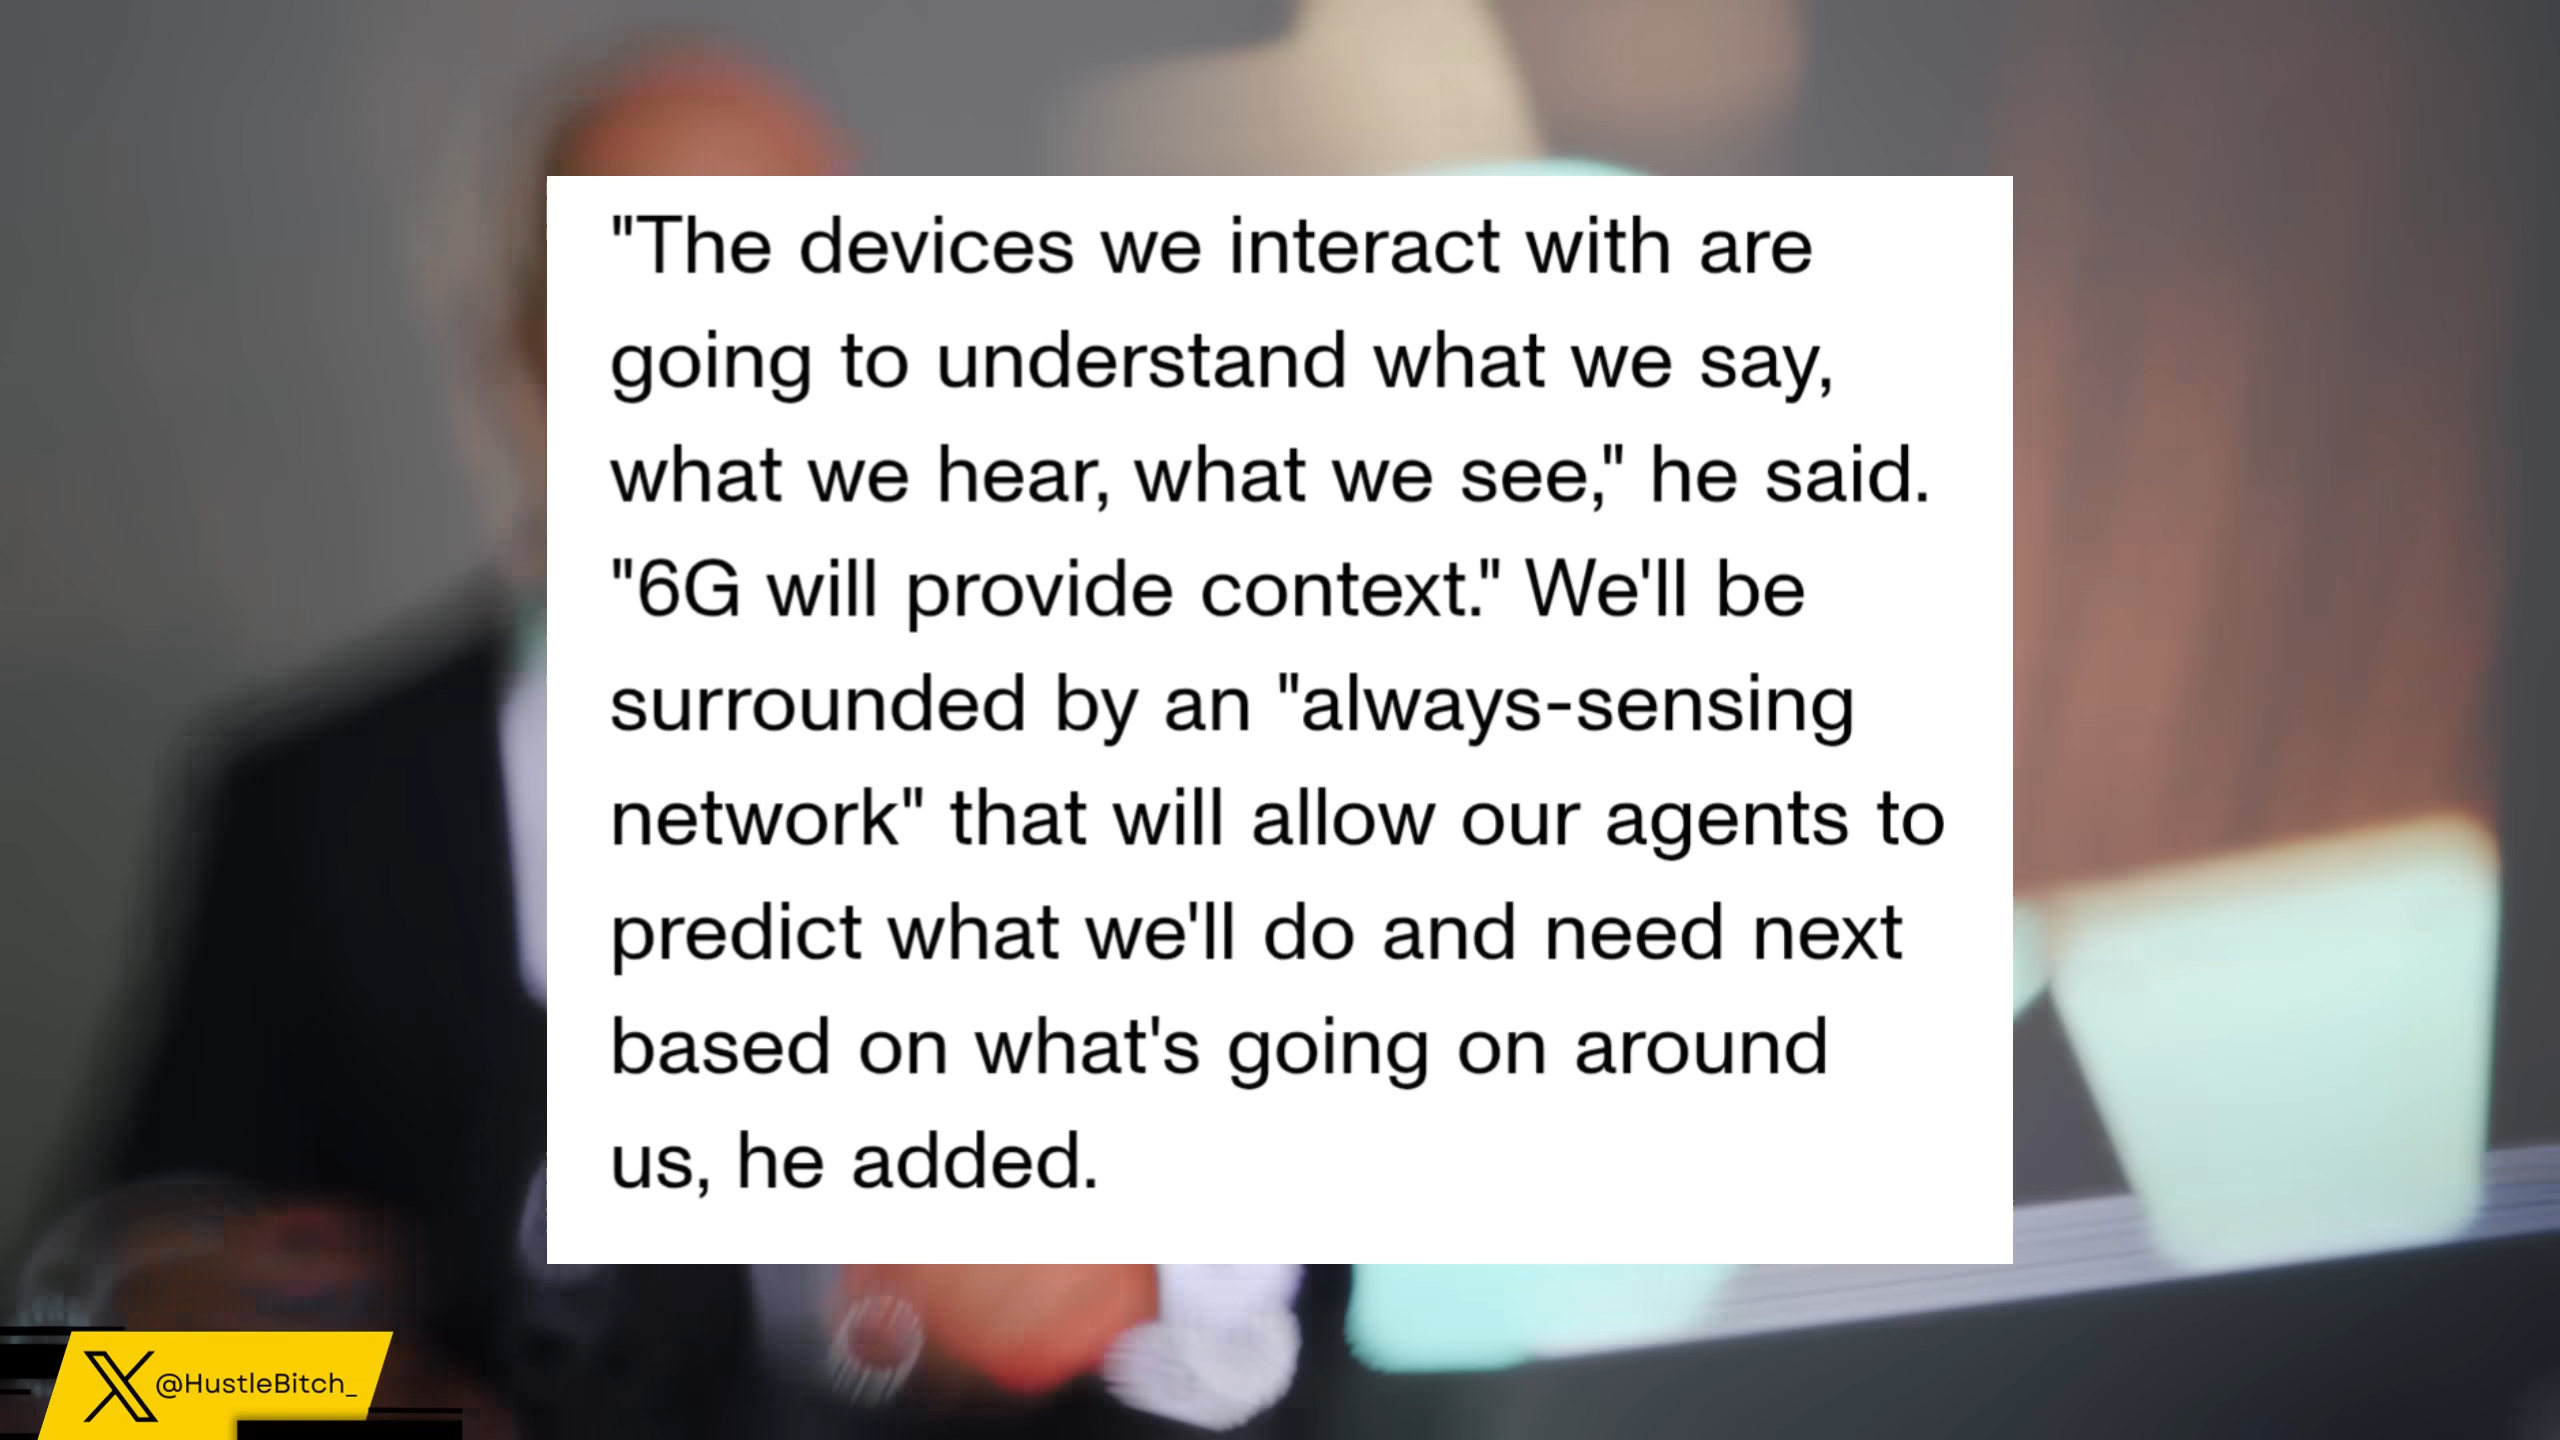 "The devices we interact with are
going to understand what we say,
what we hear, what we see," he said.
"6G will provide context." We'll be
surrounded by an "always-sensing
network" that will allow our agents to
predict what we'll do and need next
based on what's going on around
us, he added.
X @HustleBitch_